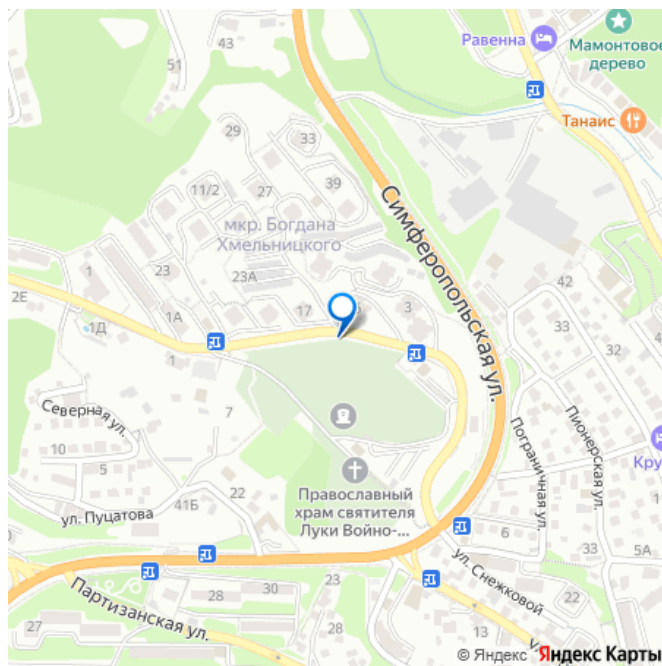 43
Равенна
Мамонтовое
дерево
51
Танаис
29
33
39
11/2
27
мкр. Богдана
Хмельницкого
Симферопольская ул.
42
1
23
23А
2Е
17
3
33
32
1А
1Д
1
Северная ул.
7
Пионерская ул.
Пограничная ул.
10
5
Кру
Православный
храм святителя
Луки Войно-...
22
41Б
ул. Пуцатова
6
33
5А
ул. Снежковой
22
Партизанская ул.
28
30
23
28
27
13
© Яндекс Яндекс Карты